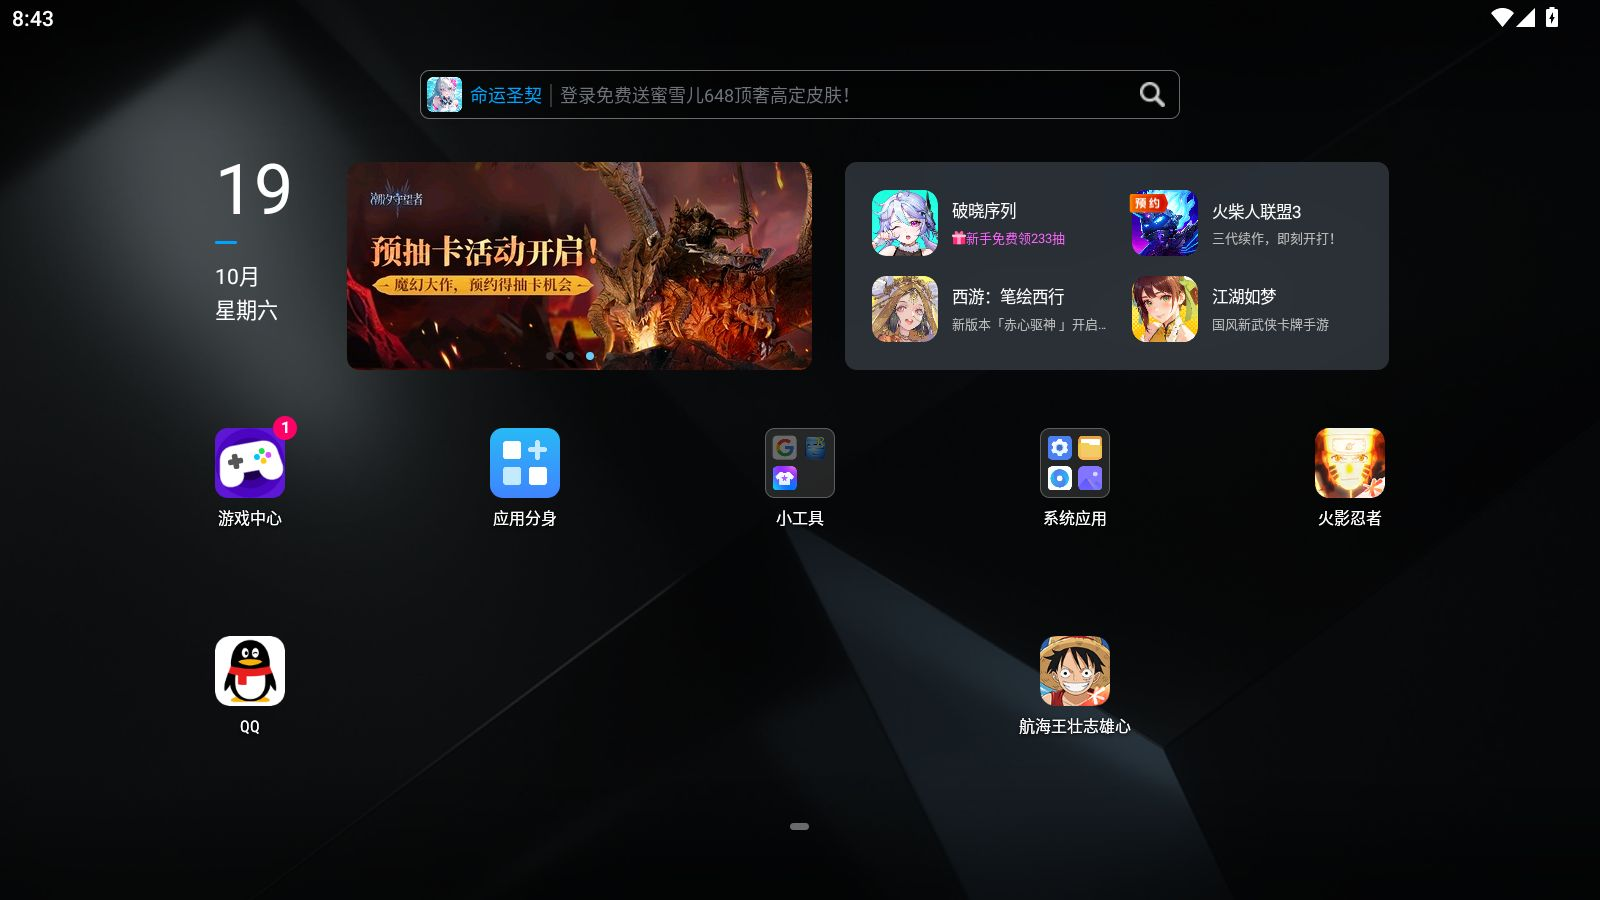 8:43
命运圣契 | 登录免费送蜜雪儿648顶奢高定皮肤！
19
10月
星期六
潮汐守望者
预抽卡活动开启！
魔幻大作，预约得抽卡机会
破晓序列
新手免费领233抽
预约
火柴人联盟3
三代续作，即刻开打！
西游：笔绘西行
新版本「赤心驱神 」开启...
江湖如梦
国风新武侠卡牌手游
1
游戏中心
应用分身
小工具
系统应用
火影忍者
QQ
航海王壮志雄心